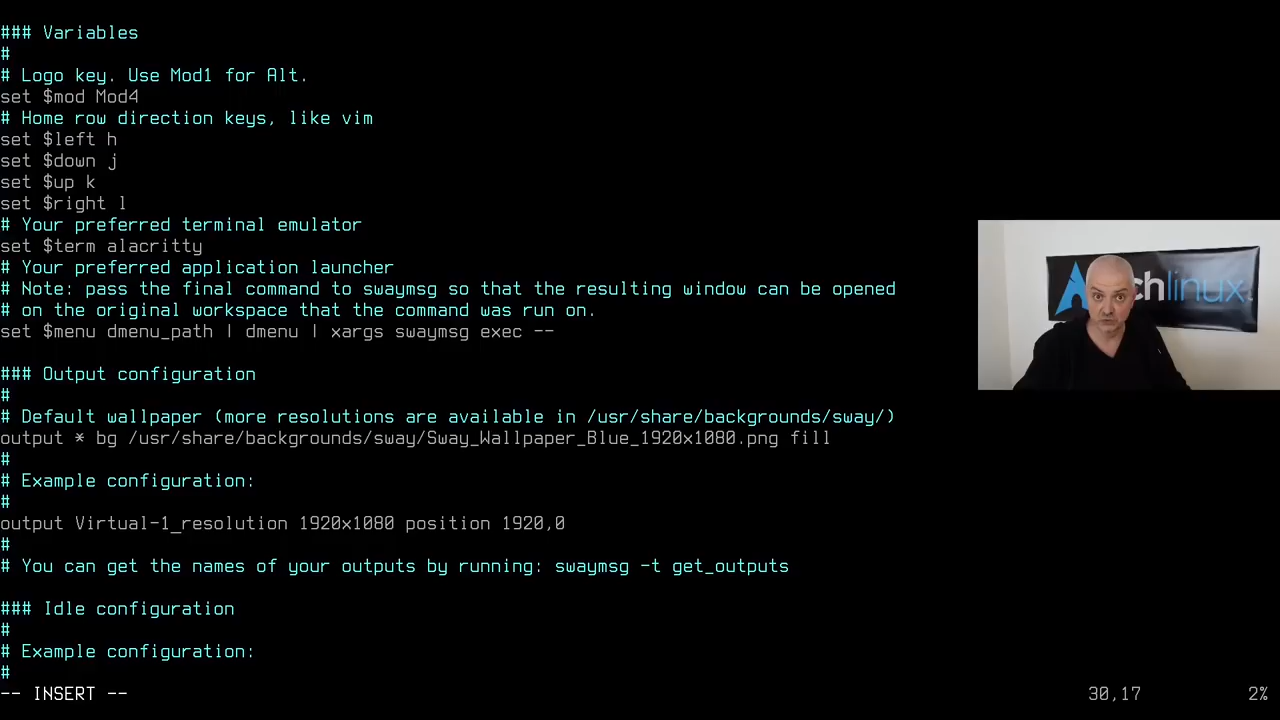 ### Variables
#
# Logo key. Use Mod1 for Alt.
set $mod Mod4
# Home row direction keys, like vim
set $left h
set $down j
set $up k
set $right l
# Your preferred terminal emulator
set $term alacritty
# Your preferred application launcher
# Note: pass the final command to swaymsg so that the resulting window can be opened
# on the original workspace that the command was run on.
set $menu dmenu_path | dmenu | xargs swaymsg exec --
### Output configuration
#
# Default wallpaper (more resolutions are available in /usr/share/backgrounds/sway/)
output * bg /usr/share/backgrounds/sway/Sway_Wallpaper_Blue_1920x1080.png fill
#
# Example configuration:
#
output Virtual-1_resolution 1920x1080 position 1920,0
#
# You can get the names of your outputs by running: swaymsg -t get_outputs
### Idle configuration
#
# Example configuration:
#
-- INSERT -- 30,17 2%
chlinux